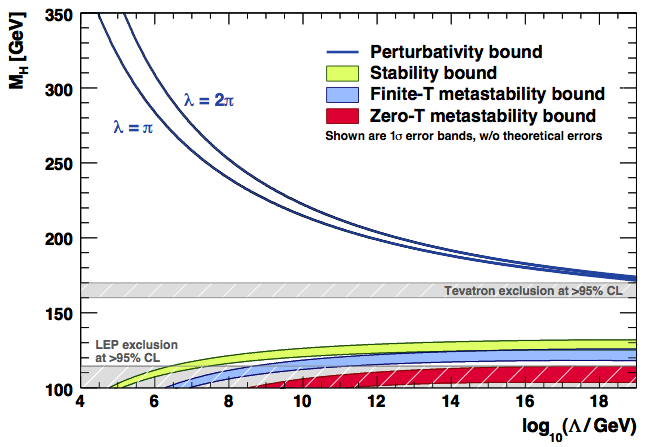 350
300
250
200
150
100
M_H [GeV]
λ = 2π
λ = π
Perturbativity bound
Stability bound
Finite-T metastability bound
Zero-T metastability bound
Shown are 1σ error bands, w/o theoretical errors
Tevatron exclusion at >95% CL
LEP exclusion
at >95% CL
4 6 8 10 12 14 16 18
log₁₀(Λ / GeV)